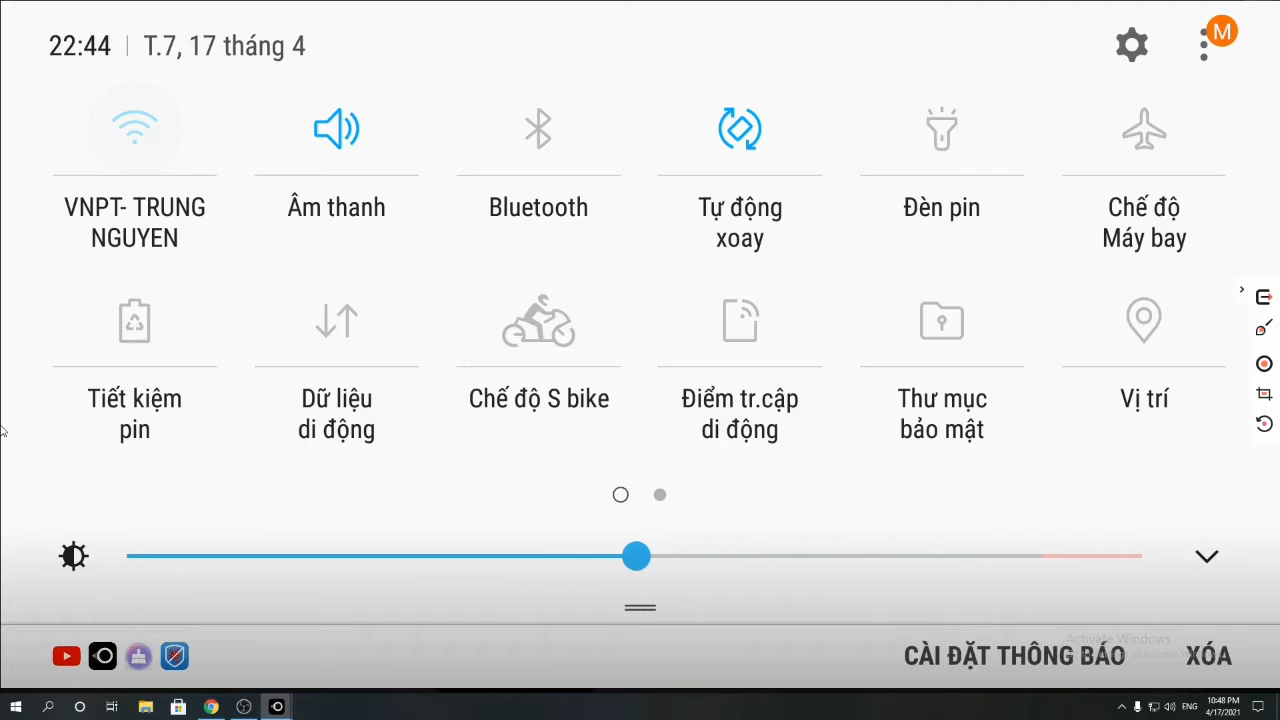 22:44 | T.7, 17 tháng 4
M
VNPT- TRUNG
NGUYEN
Âm thanh
Bluetooth
Tự động
xoay
Đèn pin
Chế độ
Máy bay
Tiết kiệm
pin
Dữ liệu
di động
Chế độ S bike
Điểm tr.cập
di động
Thư mục
bảo mật
Vị trí
Activate Windows
CÀI ĐẶT THÔNG BÁO
XÓA
ENG
10:48 PM
4/17/2021